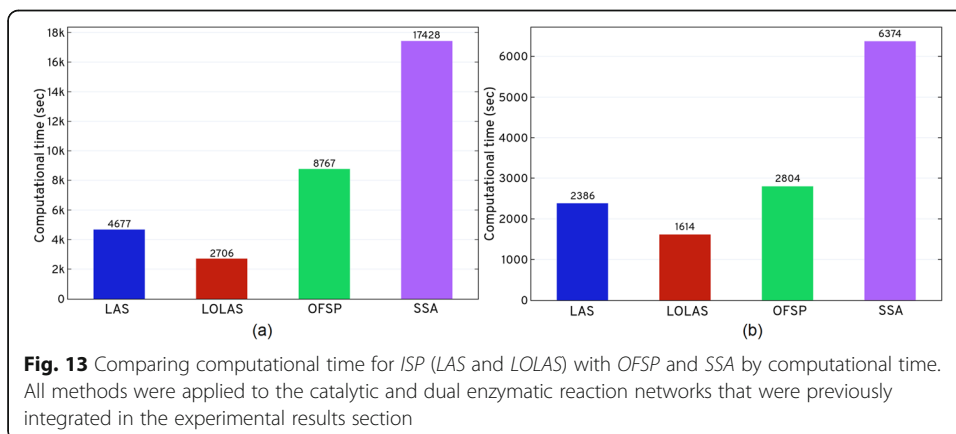 18k
16k
14k
12k
10k
8k
6k
4k
2k
0
Computational time (sec)
4677
2706
8767
17428
LAS
LOLAS
OFSP
SSA
(a)
6000
5000
4000
3000
2000
1000
0
Computational time (sec)
2386
1614
2804
6374
LAS
LOLAS
OFSP
SSA
(b)
Fig. 13 Comparing computational time for ISP (LAS and LOLAS) with OFSP and SSA by computational time.
All methods were applied to the catalytic and dual enzymatic reaction networks that were previously
integrated in the experimental results section